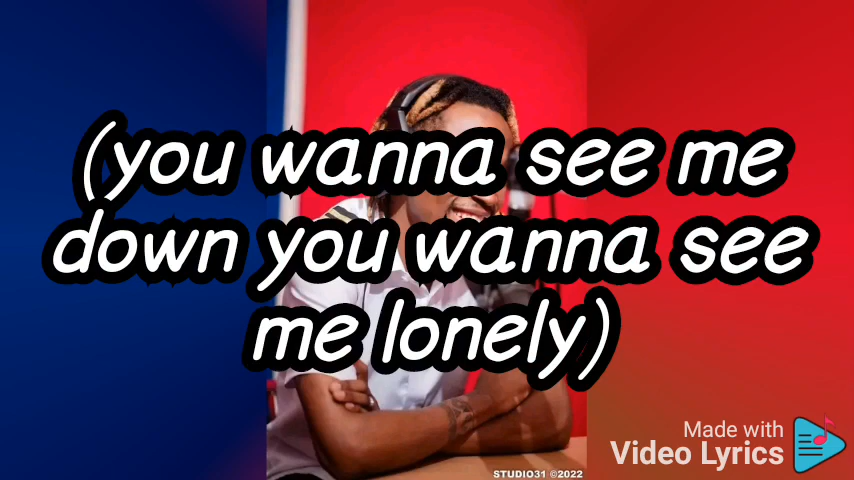 (you wanna see me
down you wanna see
me lonely)
Made with
Video Lyrics
STUDIO31 ©2022